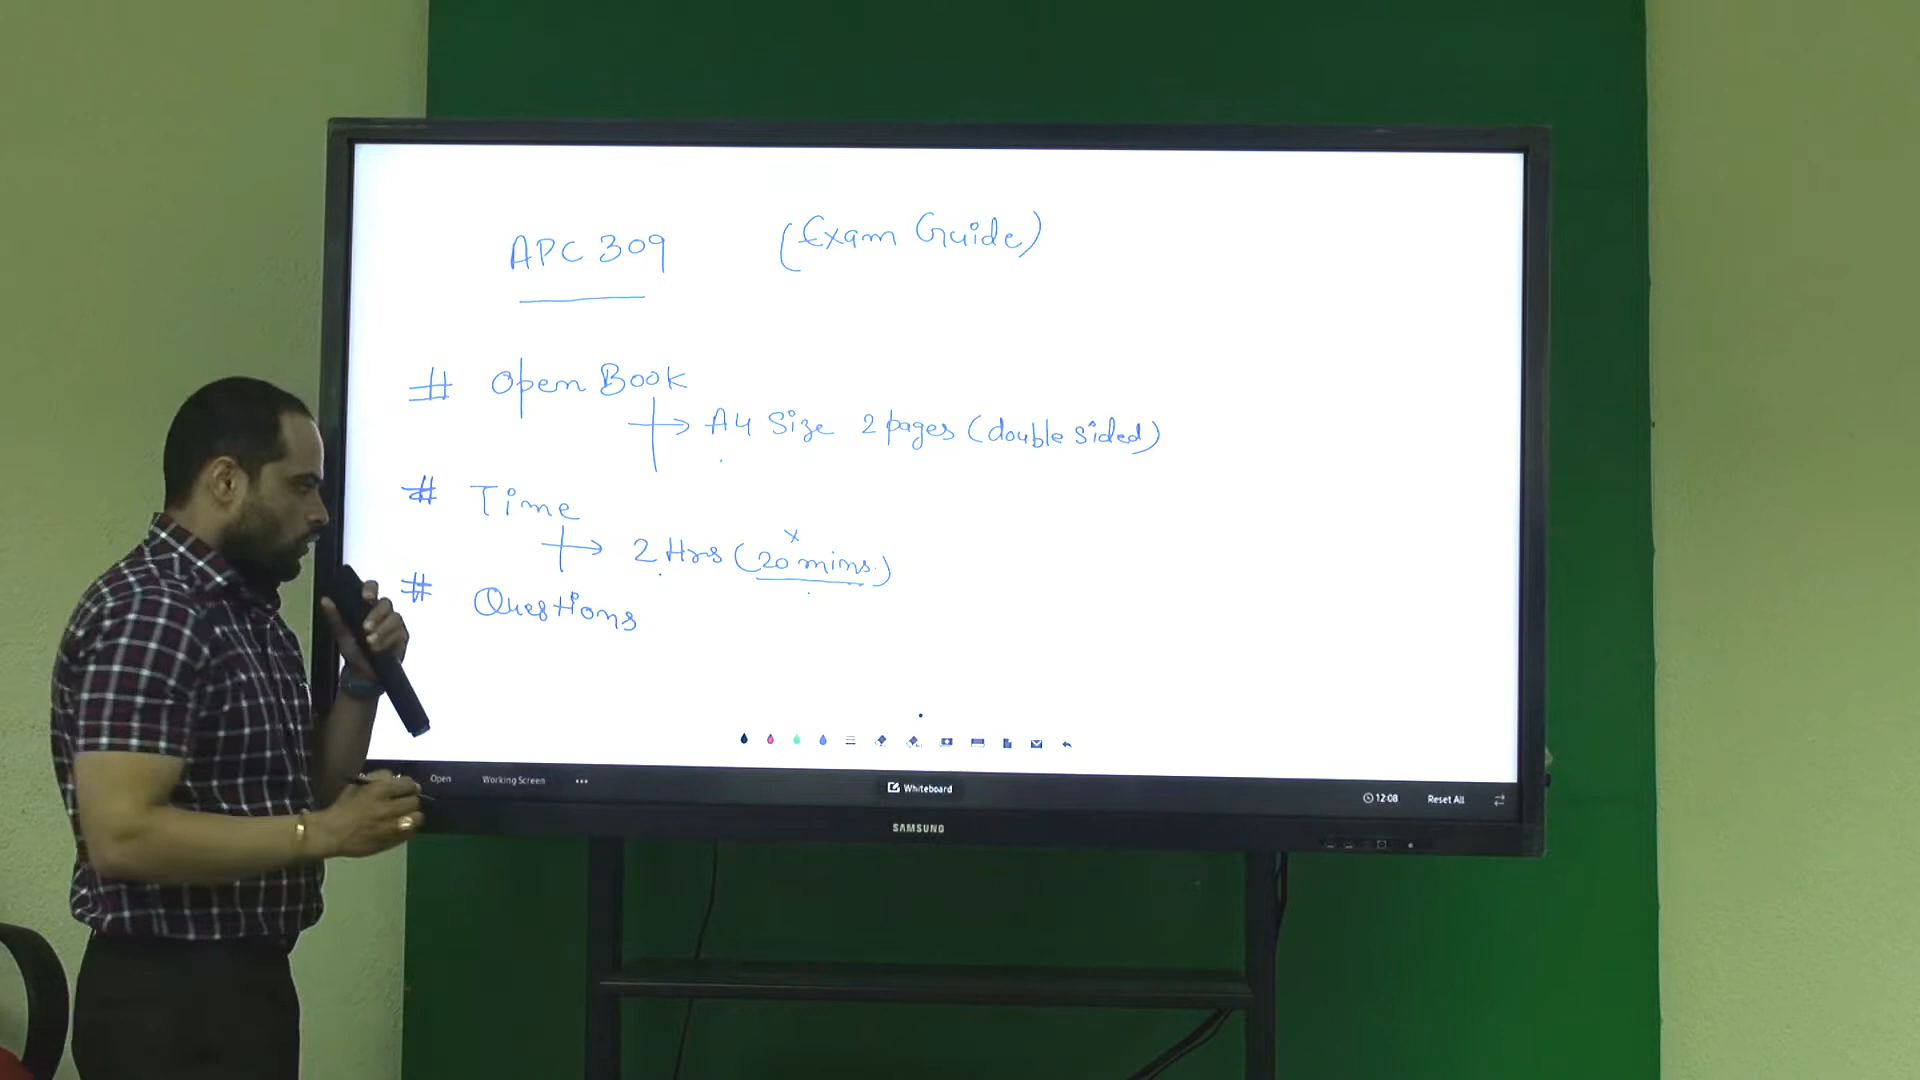 APC 309 (Exam Guide)
# Open Book
→ A4 Size 2 pages (double sided)
# Time
x
→ 2 Hrs (20 mins.)
# Questions
Open Working Screen ...
Whiteboard
12:08 Reset All
SAMSUNG